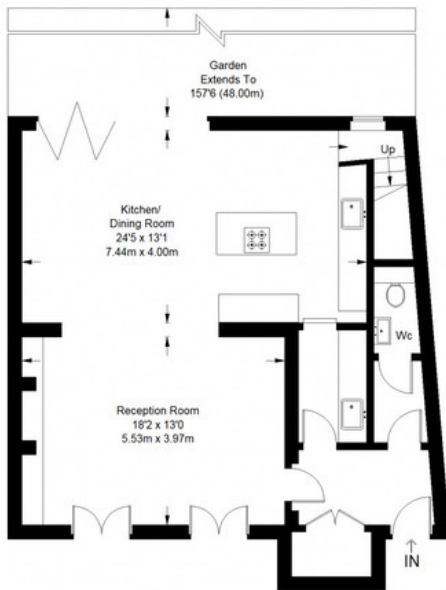 Garden
Extends To
157'6 (48.00m)
Up
Kitchen/
Dining Room
24'5 x 13'1
7.44m x 4.00m
Wc
Reception Room
18'2 x 13'0
5.53m x 3.97m
IN